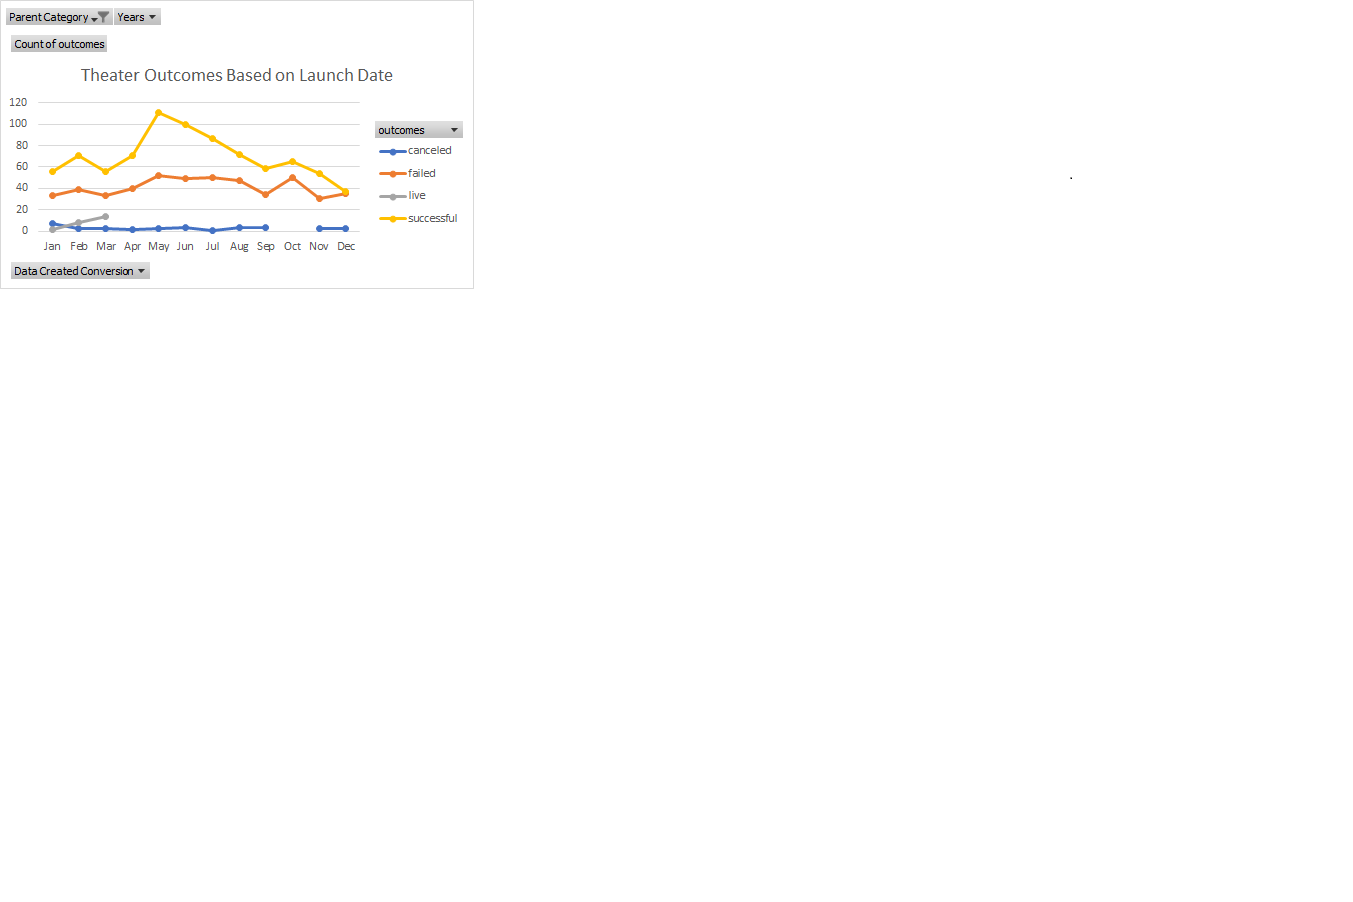 Parent Category Years
Count of outcomes
Theater Outcomes Based on Launch Date
120
100
80
60
40
20
0
Jan Feb Mar Apr May Jun Jul Aug Sep Oct Nov Dec
outcomes
canceled
failed
live
successful
Data Created Conversion
.